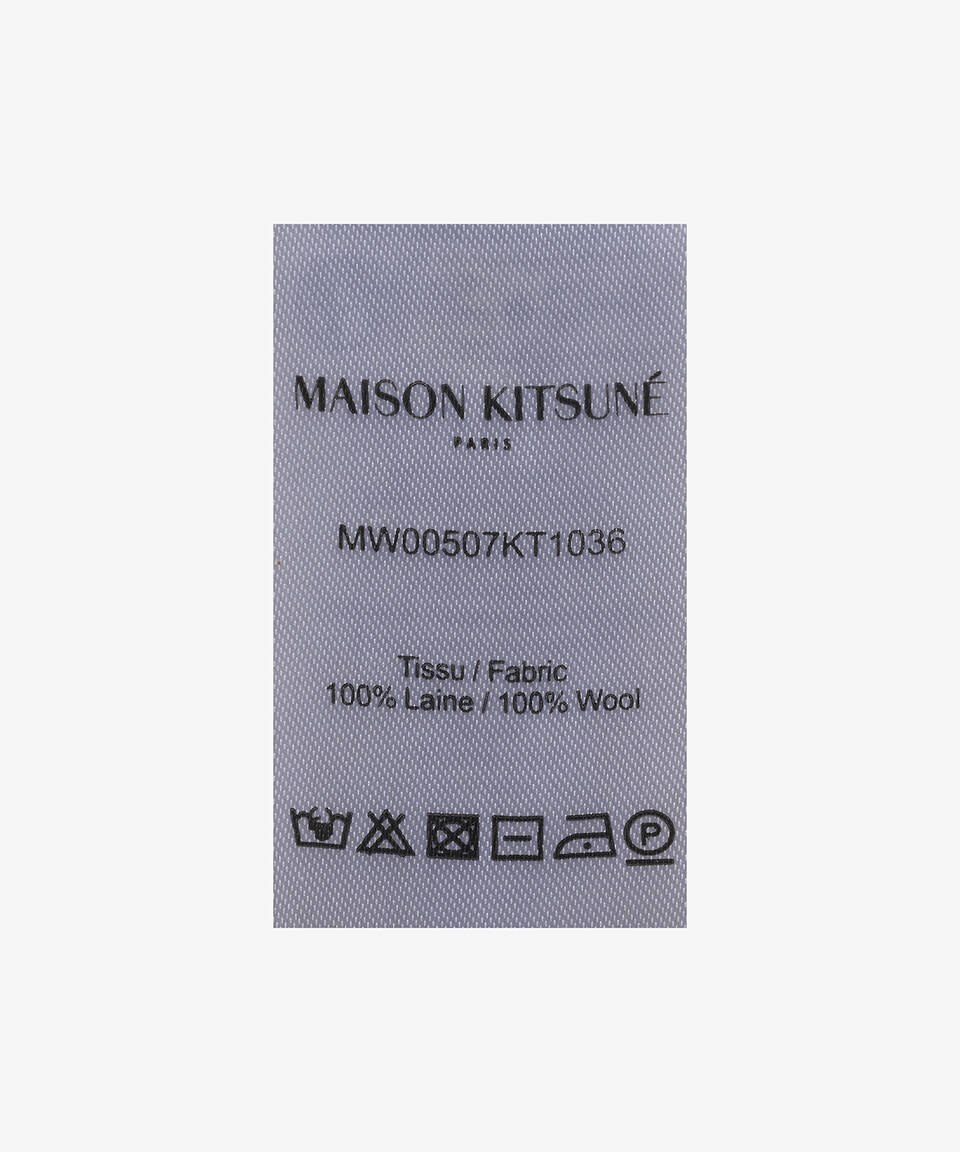 MAISON KITSUNÉ
PARIS
MW00507KT1036
Tissu / Fabric
100% Laine / 100% Wool
P